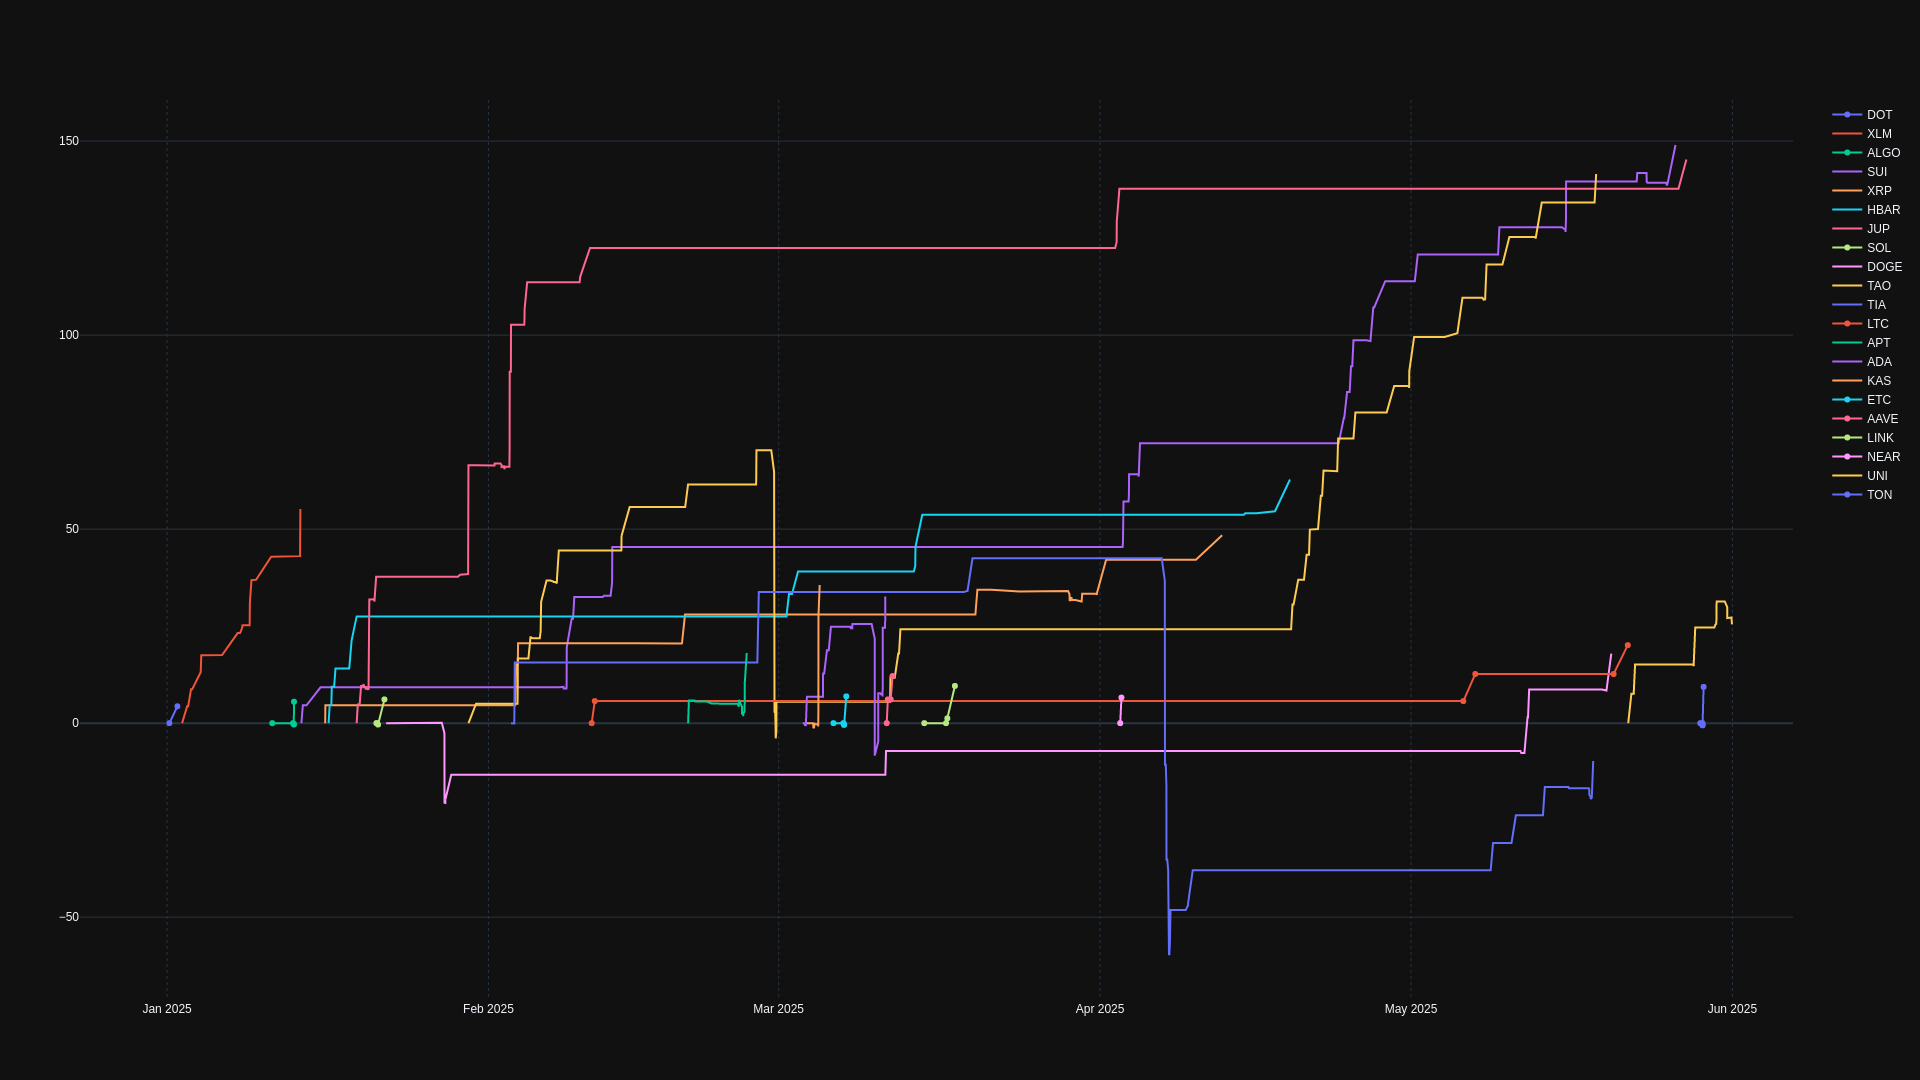 150
100
50
0
−50
Jan 2025
Feb 2025
Mar 2025
Apr 2025
May 2025
Jun 2025
DOT
XLM
ALGO
SUI
XRP
HBAR
JUP
SOL
DOGE
TAO
TIA
LTC
APT
ADA
KAS
ETC
AAVE
LINK
NEAR
UNI
TON